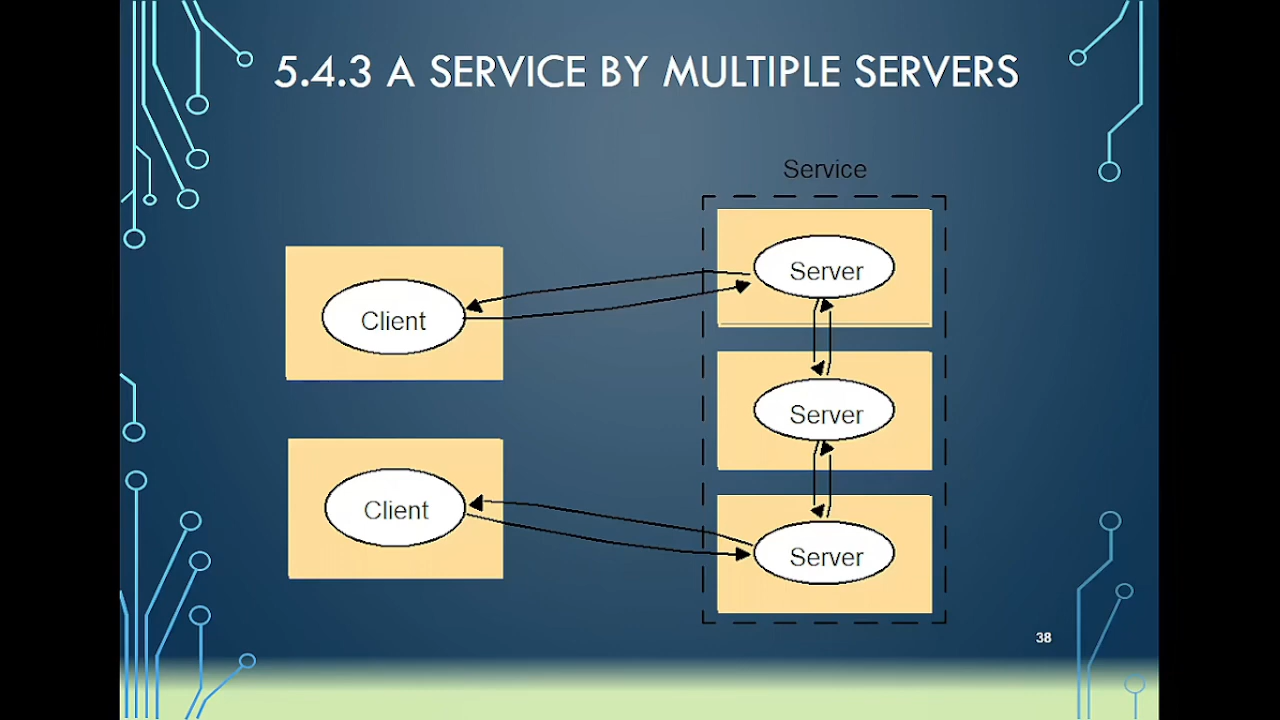 5.4.3 A SERVICE BY MULTIPLE SERVERS
Service
Server
Client
Server
Client
Server
38